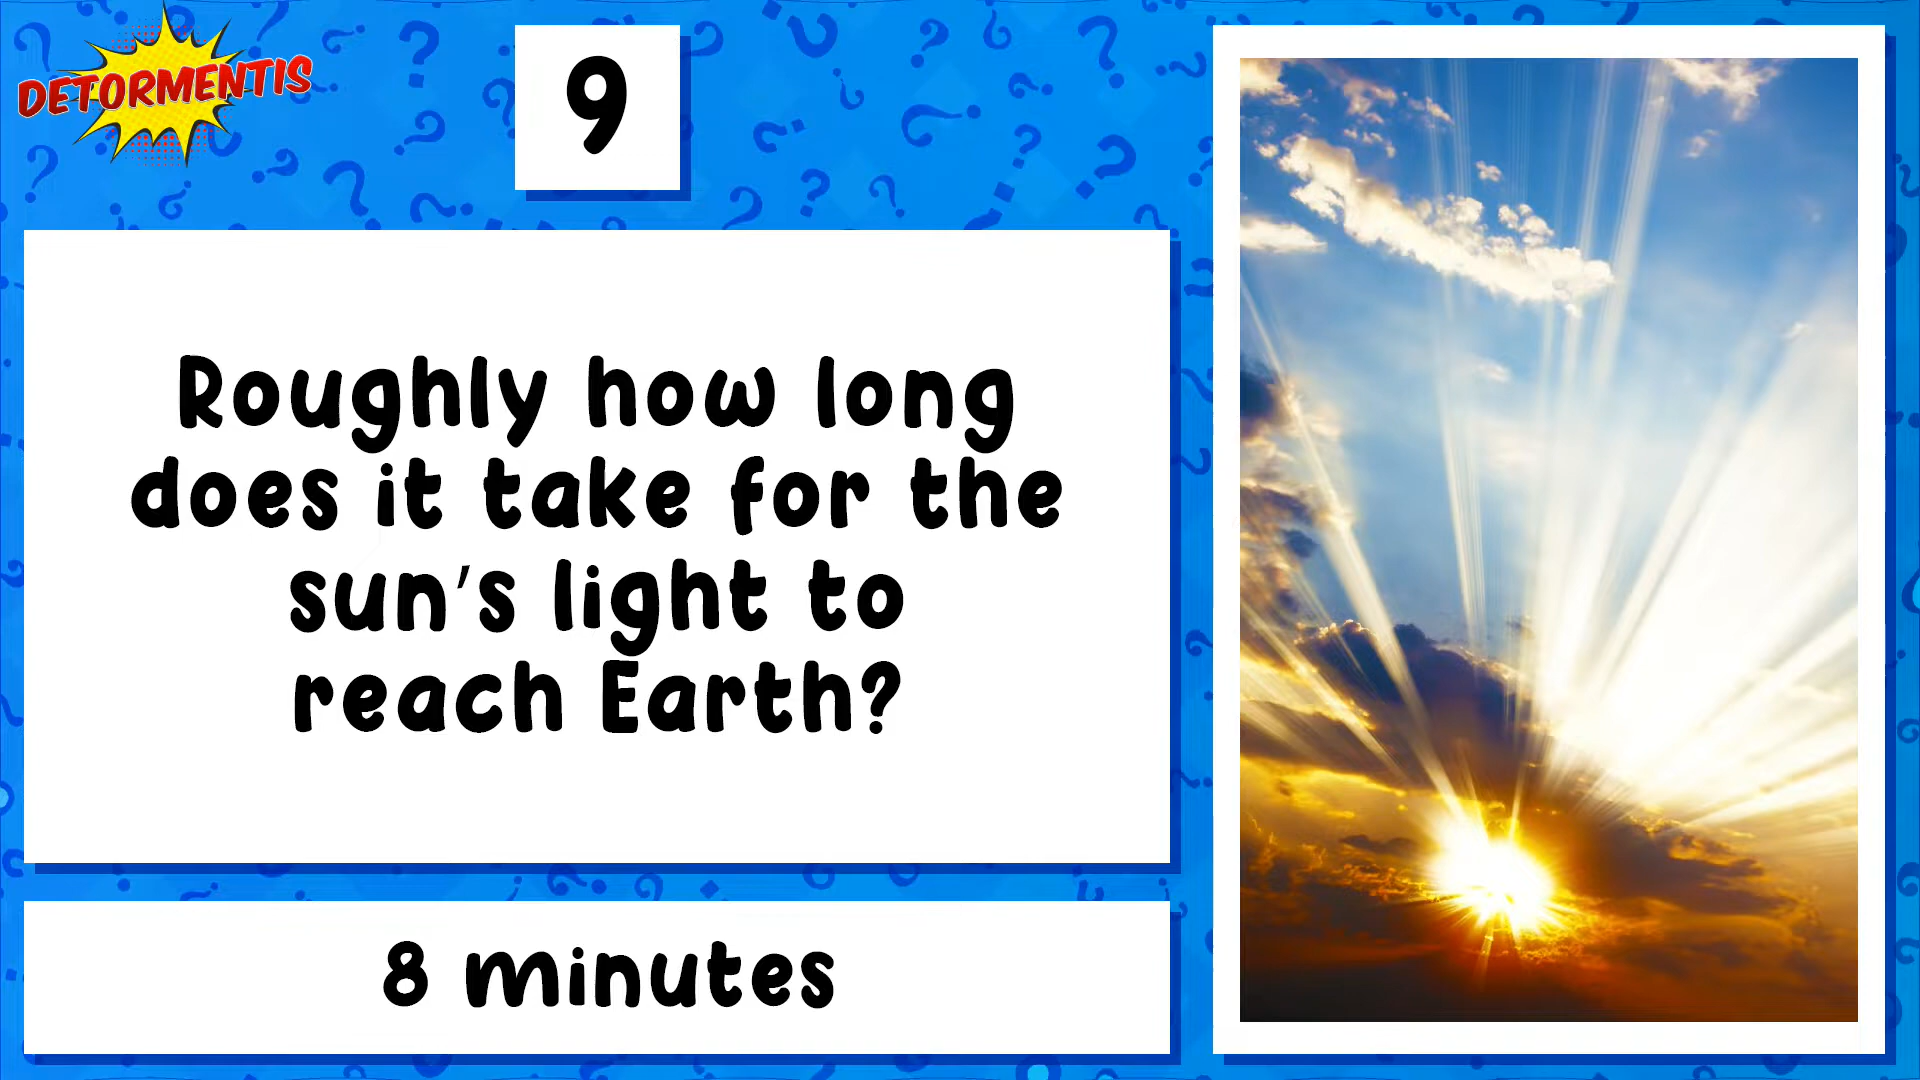 DETORMENTIS
9
Roughly how long
does it take for the
sun's light to
reach Earth?
8 minutes